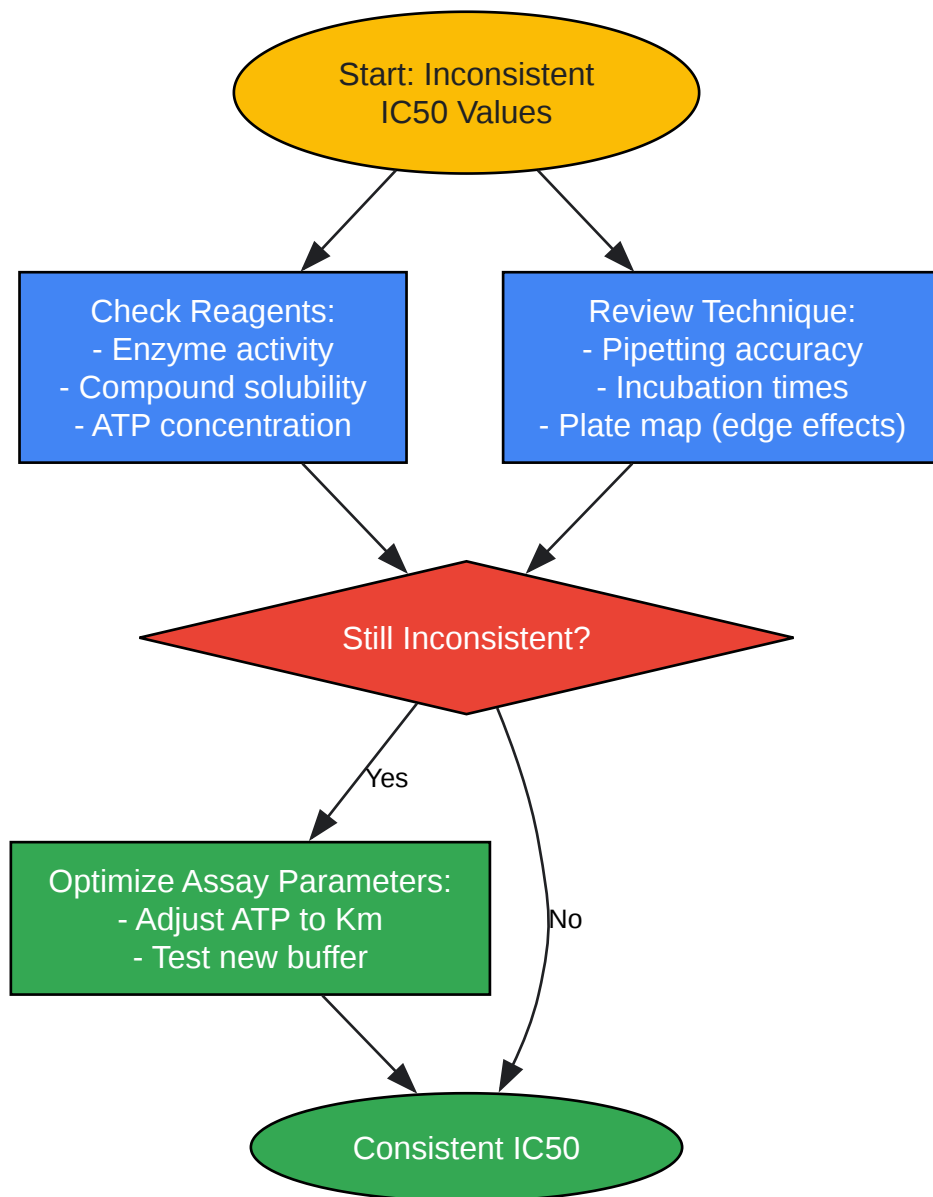 Start: Inconsistent
IC50 Values
Check Reagents:
- Enzyme activity
- Compound solubility
- ATP concentration
Review Technique:
- Pipetting accuracy
- Incubation times
- Plate map (edge effects)
Still Inconsistent?
Yes
Optimize Assay Parameters:
- Adjust ATP to Km
- Test new buffer
No
Consistent IC50